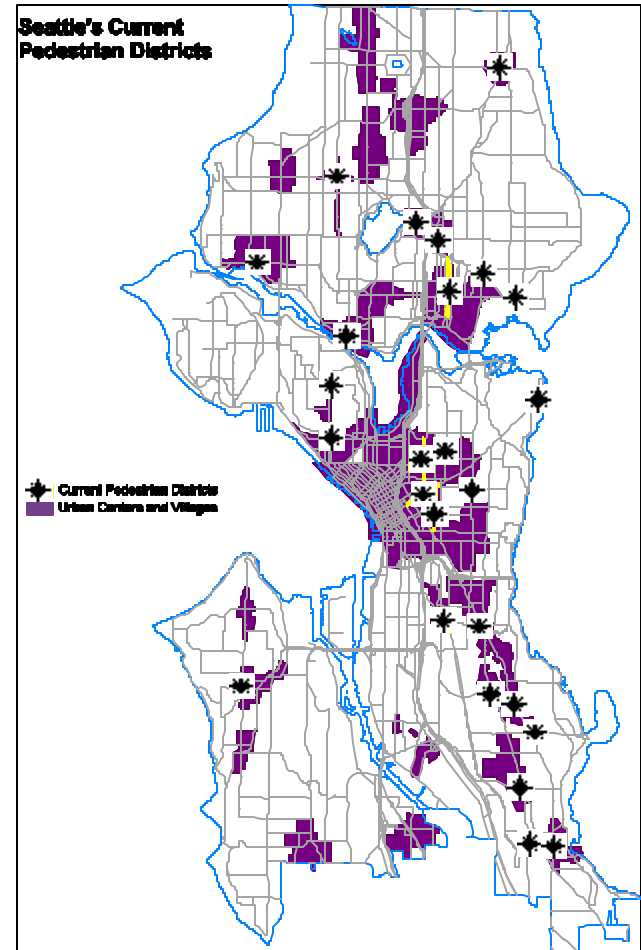 Seattle's Current
Pedestrian Districts
Current Pedestrian Districts
Urban Centers and Villages